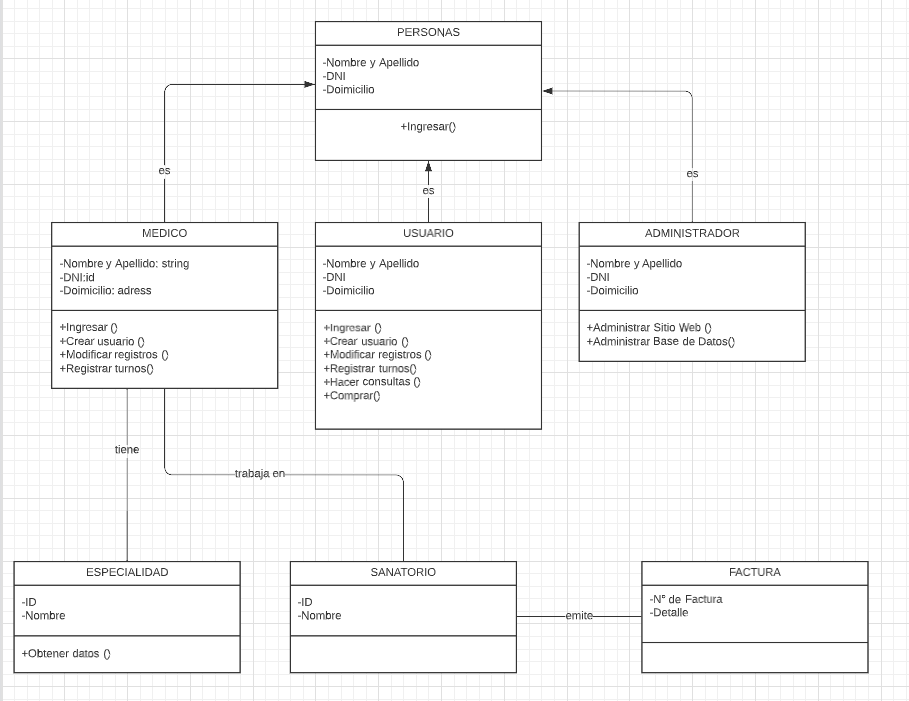 PERSONAS
-Nombre y Apellido
-DNI
-Doimicilio
+Ingresar()
es
es
es
MEDICO
-Nombre y Apellido: string
-DNI:id
-Doimicilio: adress
+Ingresar ()
+Crear usuario ()
+Modificar registros ()
+Registrar turnos()
USUARIO
-Nombre y Apellido
-DNI
-Doimicilio
+Ingresar ()
+Crear usuario ()
+Modificar registros ()
+Registrar turnos()
+Hacer consultas ()
+Comprar()
ADMINISTRADOR
-Nombre y Apellido
-DNI
-Doimicilio
+Administrar Sitio Web ()
+Administrar Base de Datos()
tiene
trabaja en
ESPECIALIDAD
-ID
-Nombre
+Obtener datos ()
SANATORIO
-ID
-Nombre
emite
FACTURA
-N° de Factura
-Detalle